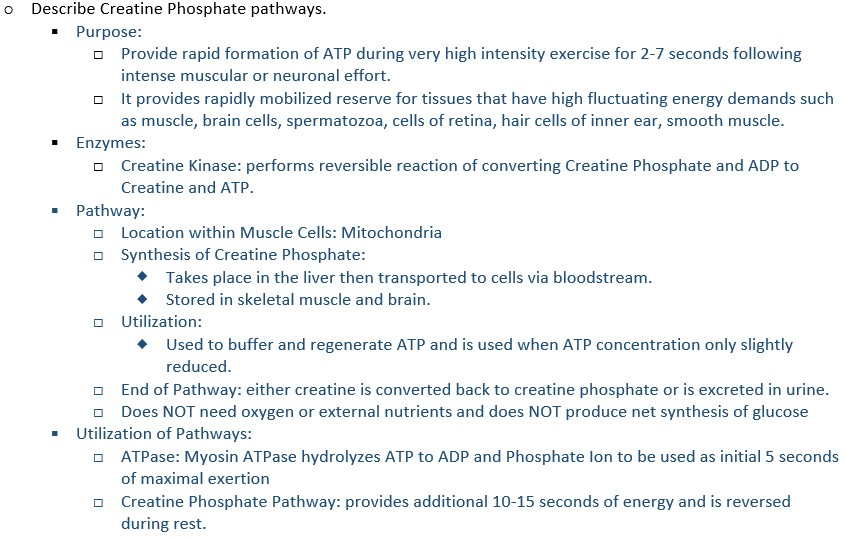 Describe Creatine Phosphate pathways.
Purpose:
Provide rapid formation of ATP during very high intensity exercise for 2-7 seconds following
intense muscular or neuronal effort.
It provides rapidly mobilized reserve for tissues that have high fluctuating energy demands such
as muscle, brain cells, spermatozoa, cells of retina, hair cells of inner ear, smooth muscle.
Enzymes:
Creatine Kinase: performs reversible reaction of converting Creatine Phosphate and ADP to
Creatine and ATP.
Pathway:
Location within Muscle Cells: Mitochondria
Synthesis of Creatine Phosphate:
Takes place in the liver then transported to cells via bloodstream.
Stored in skeletal muscle and brain.
Utilization:
Used to buffer and regenerate ATP and is used when ATP concentration only slightly
reduced.
End of Pathway: either creatine is converted back to creatine phosphate or is excreted in urine.
Does NOT need oxygen or external nutrients and does NOT produce net synthesis of glucose
Utilization of Pathways:
ATPase: Myosin ATPase hydrolyzes ATP to ADP and Phosphate Ion to be used as initial 5 seconds
of maximal exertion
Creatine Phosphate Pathway: provides additional 10-15 seconds of energy and is reversed
during rest.